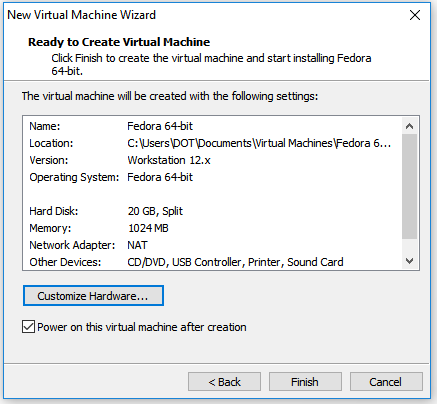 New Virtual Machine Wizard
Ready to Create Virtual Machine
Click Finish to create the virtual machine and start installing Fedora
64-bit.
The virtual machine will be created with the following settings:
Name: Fedora 64-bit
Location: C:\Users\DOT\Documents\Virtual Machines\Fedora 6...
Version: Workstation 12.x
Operating System: Fedora 64-bit
Hard Disk: 20 GB, Split
Memory: 1024 MB
Network Adapter: NAT
Other Devices: CD/DVD, USB Controller, Printer, Sound Card
Customize Hardware...
Power on this virtual machine after creation
< Back Finish Cancel